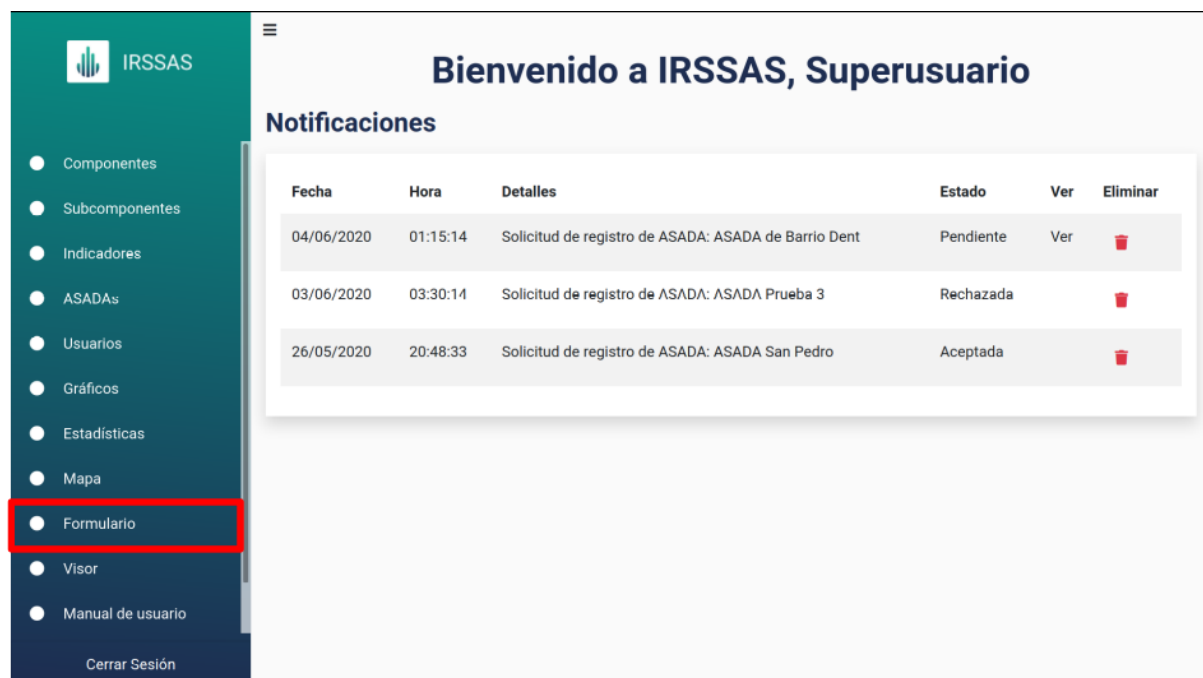 IRSSAS
Componentes
Subcomponentes
Indicadores
ASADAs
Usuarios
Gráficos
Estadísticas
Mapa
Formulario
Visor
Manual de usuario
Cerrar Sesión
Bienvenido a IRSSAS, Superusuario
Notificaciones
Fecha Hora Detalles Estado Ver Eliminar
04/06/2020 01:15:14 Solicitud de registro de ASADA: ASADA de Barrio Dent Pendiente Ver
03/06/2020 03:30:14 Solicitud de registro de ASADA: ASADA Prueba 3 Rechazada
26/05/2020 20:48:33 Solicitud de registro de ASADA: ASADA San Pedro Aceptada